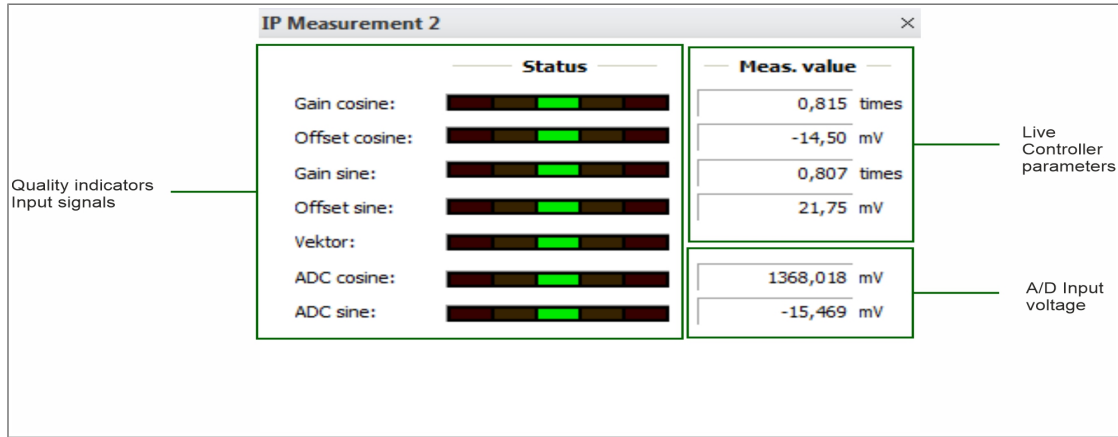 IP Measurement 2
Status
Meas. value
Gain cosine:
0,815 times
Offset cosine:
-14,50 mV
Gain sine:
0,807 times
Offset sine:
21,75 mV
Vektor:
ADC cosine:
1368,018 mV
ADC sine:
-15,469 mV
Quality indicators
Input signals
Live
Controller
parameters
A/D Input
voltage